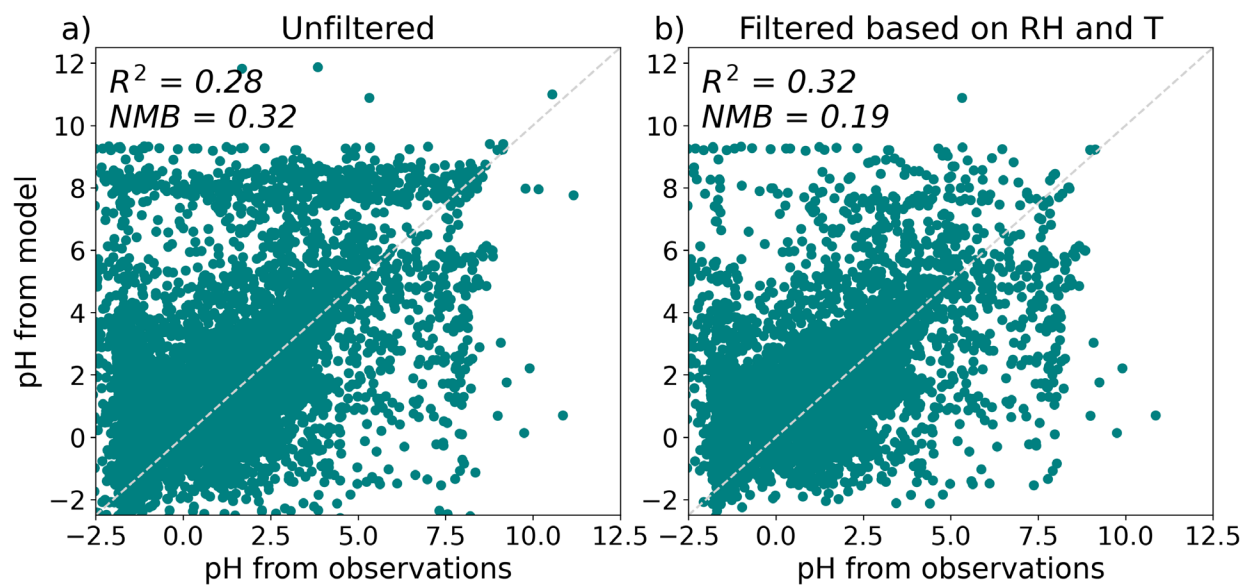 a) Unfiltered
R² = 0.28
NMB = 0.32
12
10
8
6
4
2
0
−2
pH from model
−2.5 0.0 2.5 5.0 7.5 10.0 12.5
pH from observations
b) Filtered based on RH and T
R² = 0.32
NMB = 0.19
12
10
8
6
4
2
0
−2
−2.5 0.0 2.5 5.0 7.5 10.0 12.5
pH from observations